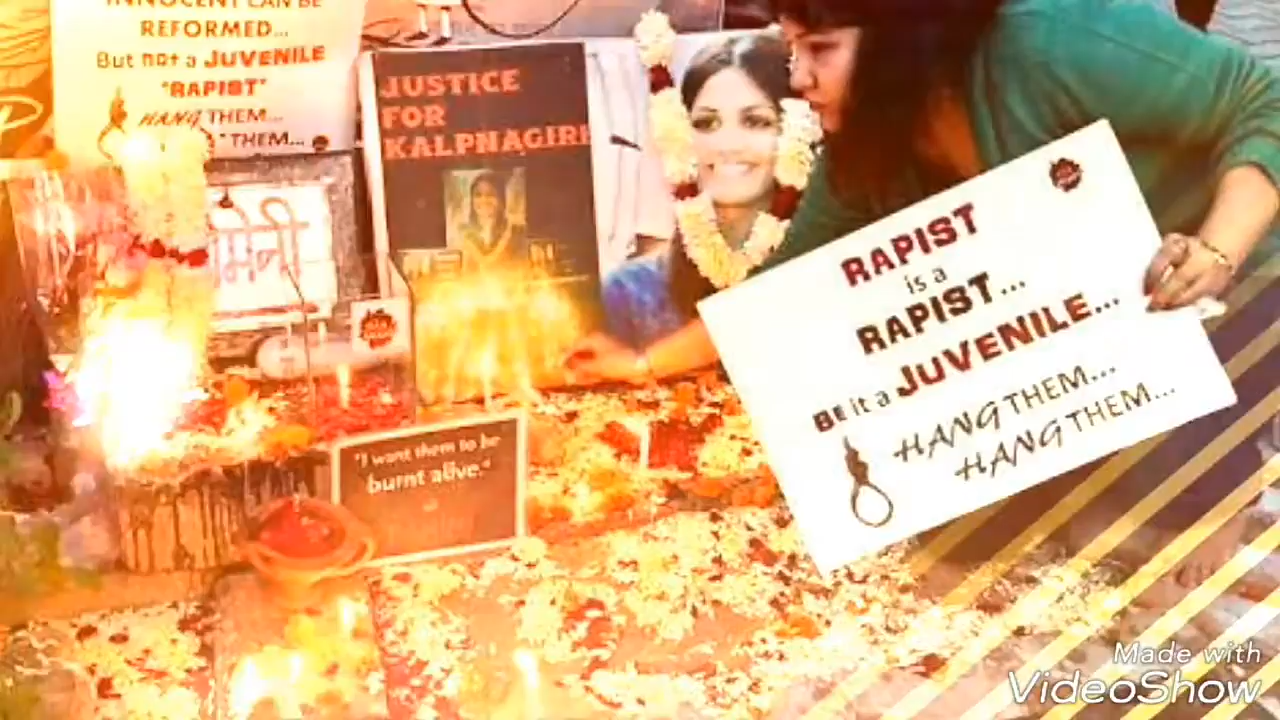 INNOCENT CAN BE
REFORMED...
But not a JUVENILE
"RAPIST"
HANG THEM...
THEM...
JUSTICE
FOR
KALPNAGIRI
"I want them to be
burnt alive."
RAPIST
is a
RAPIST...
BE it a JUVENILE...
HANG THEM...
HANG THEM...
Made with
VideoShow